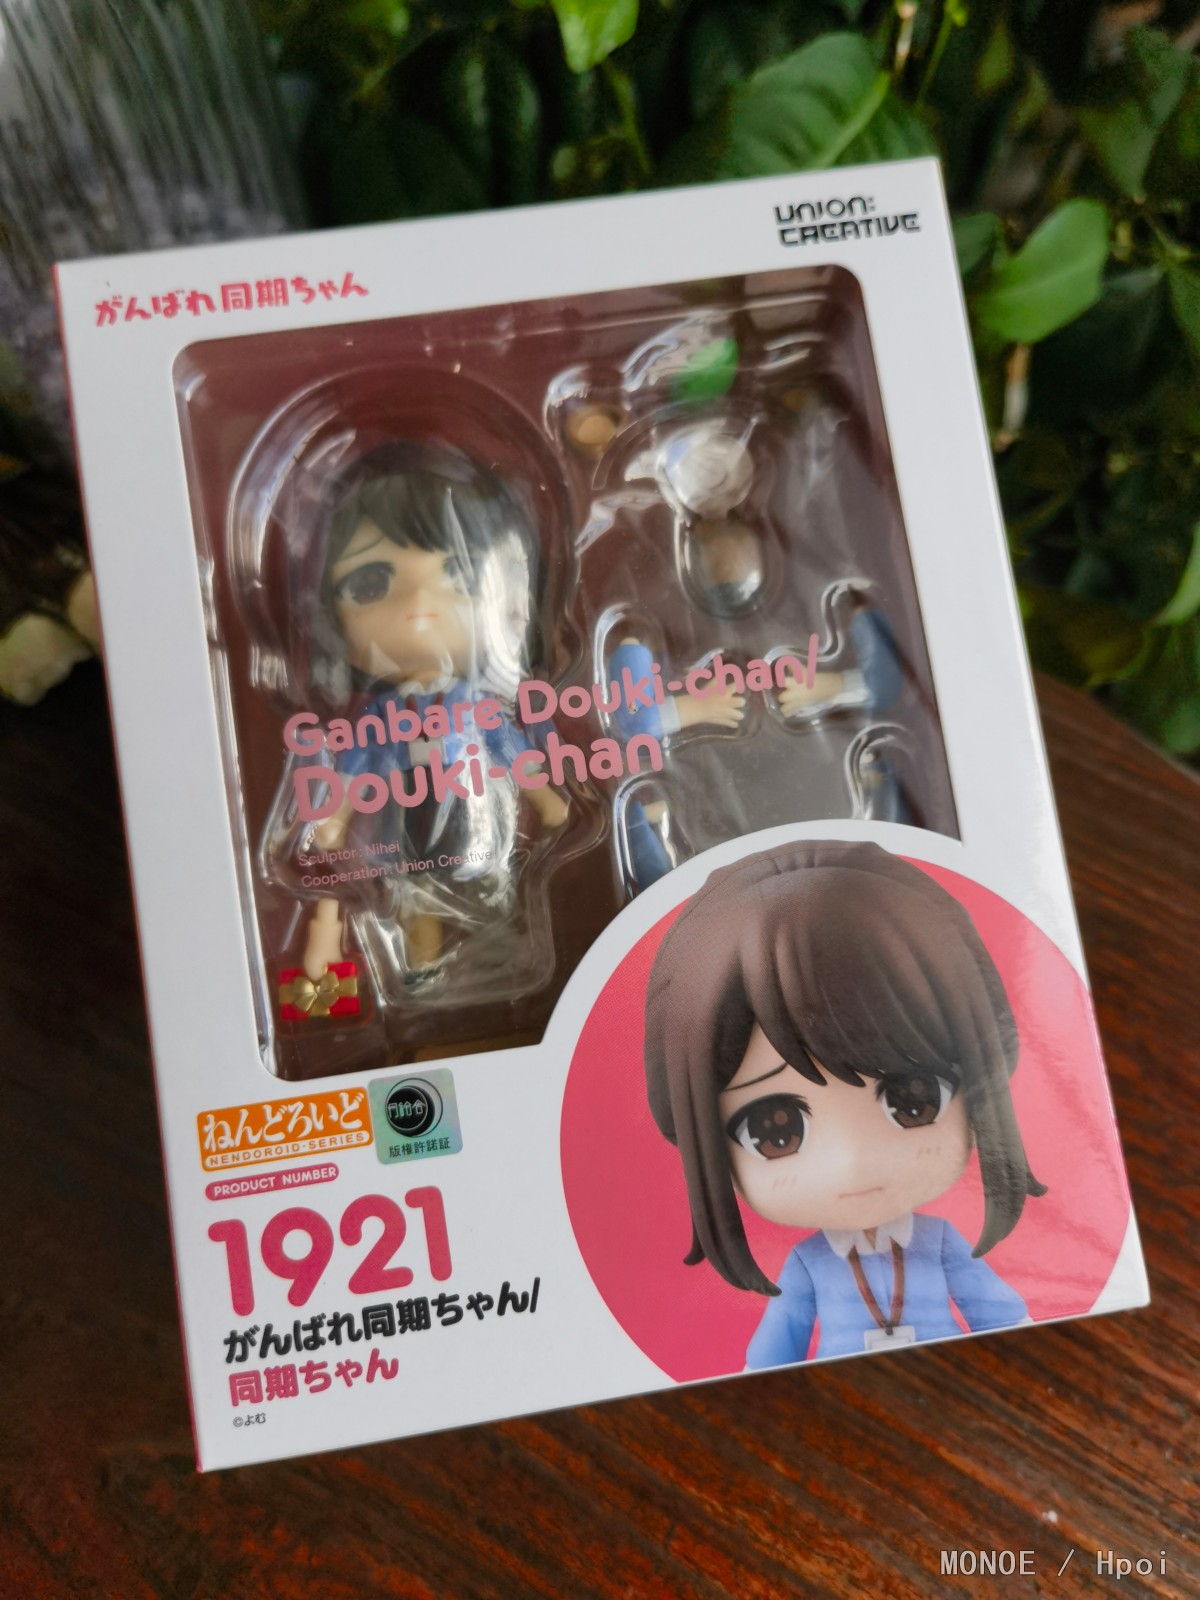 UNION:
CREATIVE
がんばれ同期ちゃん
Ganbare Douki-chan/
Douki-chan
Sculptor：Nihei
Cooperation：Union Creative
ねんどろいど
NENDOROID-SERIES
版権許諾証
PRODUCT NUMBER
1921
がんばれ同期ちゃん/
同期ちゃん
©よむ
MONOE / Hpoi